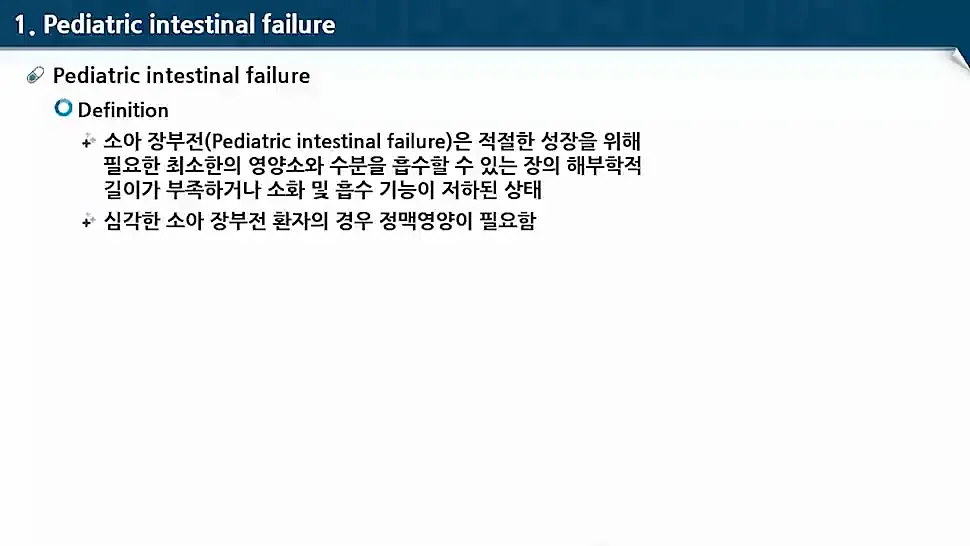 1. Pediatric intestinal failure
Pediatric intestinal failure
Definition
소아 장부전(Pediatric intestinal failure)은 적절한 성장을 위해
필요한 최소한의 영양소와 수분을 흡수할 수 있는 장의 해부학적
길이가 부족하거나 소화 및 흡수 기능이 저하된 상태
심각한 소아 장부전 환자의 경우 정맥영양이 필요함